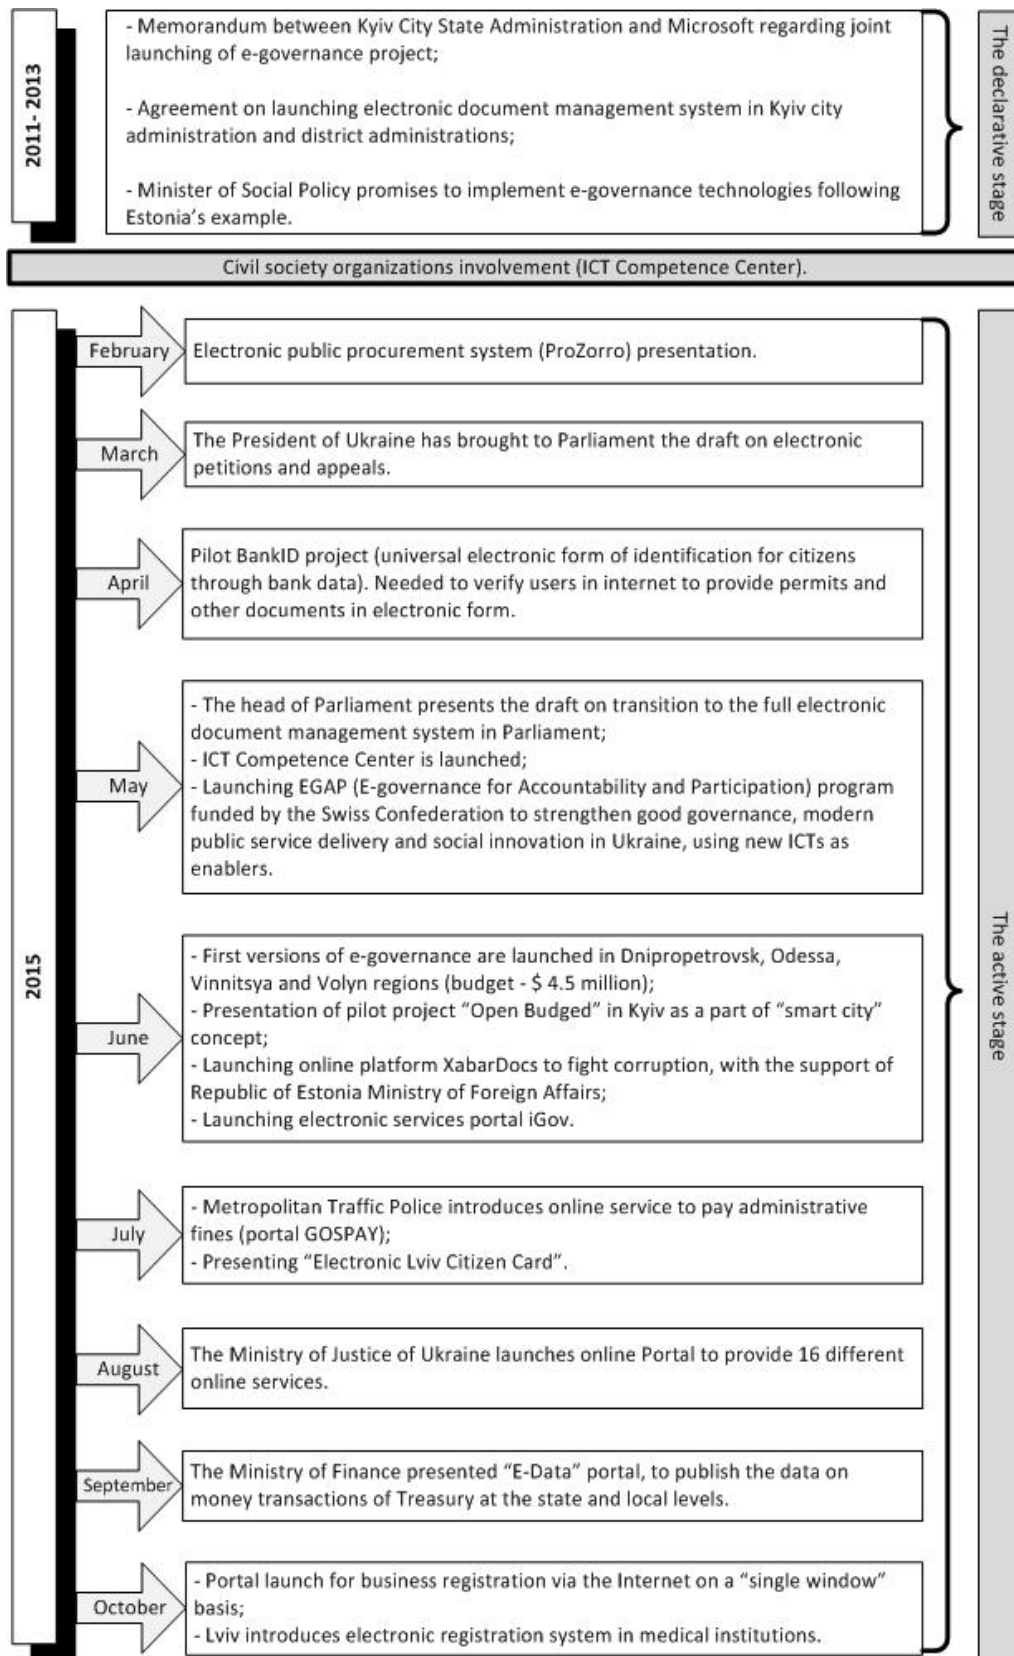 2011- 2013
- Memorandum between Kyiv City State Administration and Microsoft regarding joint
launching of e-governance project;
- Agreement on launching electronic document management system in Kyiv city
administration and district administrations;
- Minister of Social Policy promises to implement e-governance technologies following
Estonia’s example.
The declarative stage
Civil society organizations involvement (ICT Competence Center).
2015
February
Electronic public procurement system (ProZorro) presentation.
March
The President of Ukraine has brought to Parliament the draft on electronic
petitions and appeals.
April
Pilot BankID project (universal electronic form of identification for citizens
through bank data). Needed to verify users in internet to provide permits and
other documents in electronic form.
May
- The head of Parliament presents the draft on transition to the full electronic
document management system in Parliament;
- ICT Competence Center is launched;
- Launching EGAP (E-governance for Accountability and Participation) program
funded by the Swiss Confederation to strengthen good governance, modern
public service delivery and social innovation in Ukraine, using new ICTs as
enablers.
June
- First versions of e-governance are launched in Dnipropetrovsk, Odessa,
Vinnitsya and Volyn regions (budget - $ 4.5 million);
- Presentation of pilot project “Open Budged” in Kyiv as a part of “smart city”
concept;
- Launching online platform XabarDocs to fight corruption, with the support of
Republic of Estonia Ministry of Foreign Affairs;
- Launching electronic services portal iGov.
July
- Metropolitan Traffic Police introduces online service to pay administrative
fines (portal GOSPAY);
- Presenting “Electronic Lviv Citizen Card”.
August
The Ministry of Justice of Ukraine launches online Portal to provide 16 different
online services.
September
The Ministry of Finance presented “E-Data” portal, to publish the data on
money transactions of Treasury at the state and local levels.
October
- Portal launch for business registration via the Internet on a “single window”
basis;
- Lviv introduces electronic registration system in medical institutions.
The active stage